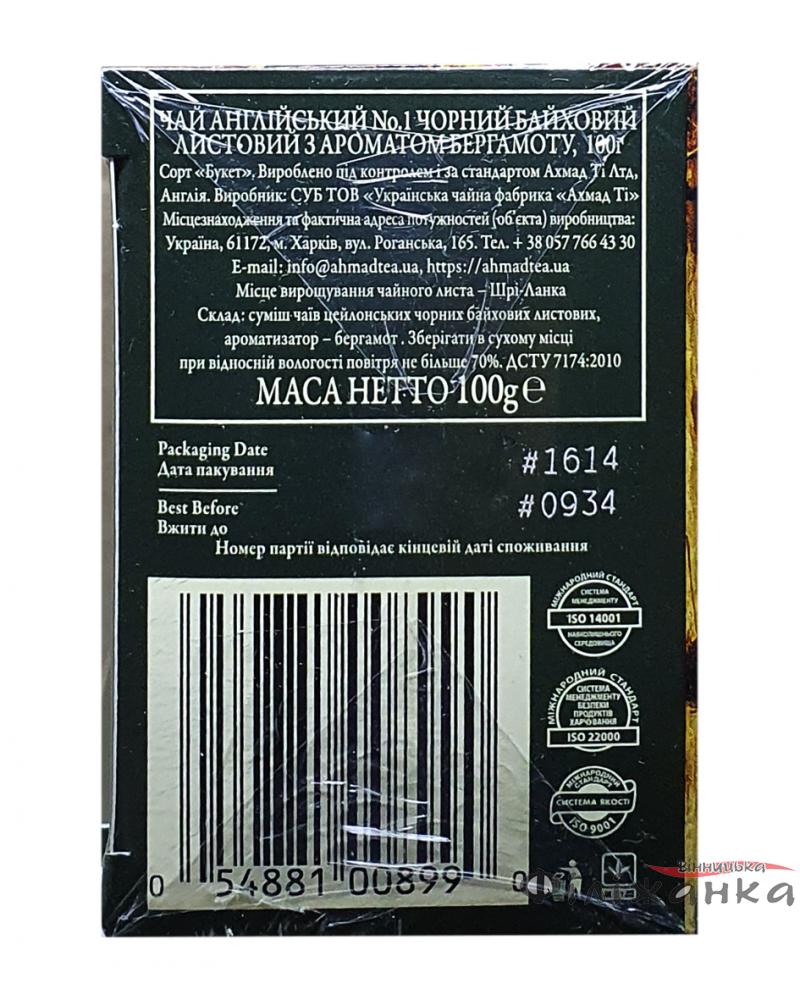 ЧАЙ АНГЛІЙСЬКИЙ No.1 ЧОРНИЙ БАЙХОВИЙ
ЛИСТОВИЙ З АРОМАТОМ БЕРГАМОТУ, 100г
Сорт «Букет», Вироблено під контролем і за стандартом Ахмад Ті Лтд,
Англія. Виробник: СУБ ТОВ «Українська чайна фабрика «Ахмад Ті»
Місцезнаходження та фактична адреса потужностей (об'єкта) виробництва:
Україна, 61172, м. Харків, вул. Роганська, 165. Тел. + 38 057 766 43 30
E-mail: info@ahmadtea.ua, https://ahmadtea.ua
Місце вирощування чайного листа – Шрі-Ланка
Склад: суміш чаїв цейлонських чорних байхових листових,
ароматизатор – бергамот . Зберігати в сухому місці
при відносній вологості повітря не більше 70%. ДСТУ 7174:2010
МАСА НЕТТО 100g℮
Packaging Date
Дата пакування
#1614
#0934
Best Before
Вжити до
Номер партії відповідає кінцевій даті споживання
МІЖНАРОДНИЙ СТАНДАРТ
СИСТЕМА
МЕНЕДЖМЕНТУ
ISO 14001
НАВКОЛИШНЬОГО
СЕРЕДОВИЩА
МІЖНАРОДНИЙ СТАНДАРТ
СИСТЕМА
МЕНЕДЖМЕНТУ
БЕЗПЕКИ
ПРОДУКТІВ
ХАРЧУВАННЯ
ISO 22000
МІЖНАРОДНИЙ
СТАНДАРТ
СИСТЕМА ЯКОСТІ
ISO 9001
0 54881 00899 0
Вінницька
Філіжанка